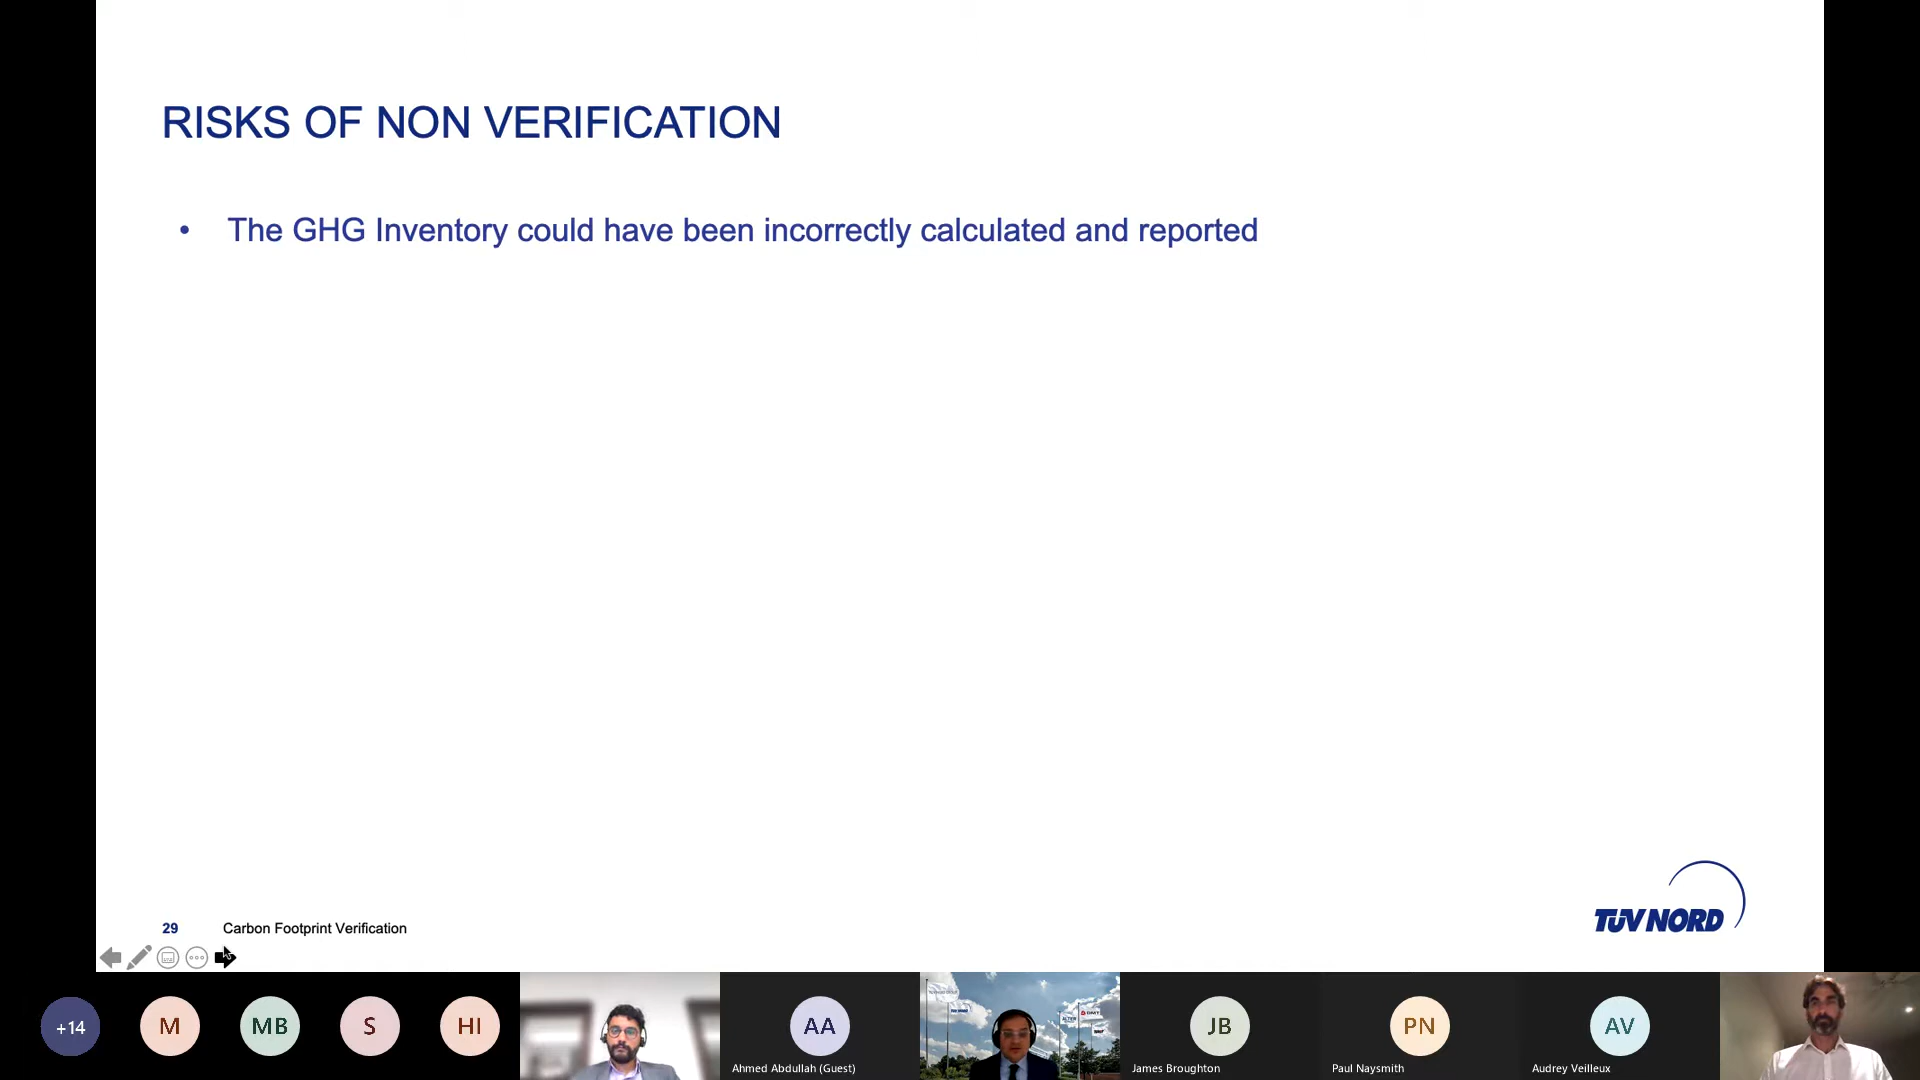 RISKS OF NON VERIFICATION
• The GHG Inventory could have been incorrectly calculated and reported
29 Carbon Footprint Verification
TÜV NORD
+14
M
MB
S
HI
AA
Ahmed Abdullah (Guest)
JB
James Broughton
PN
Paul Naysmith
AV
Audrey Veilleux